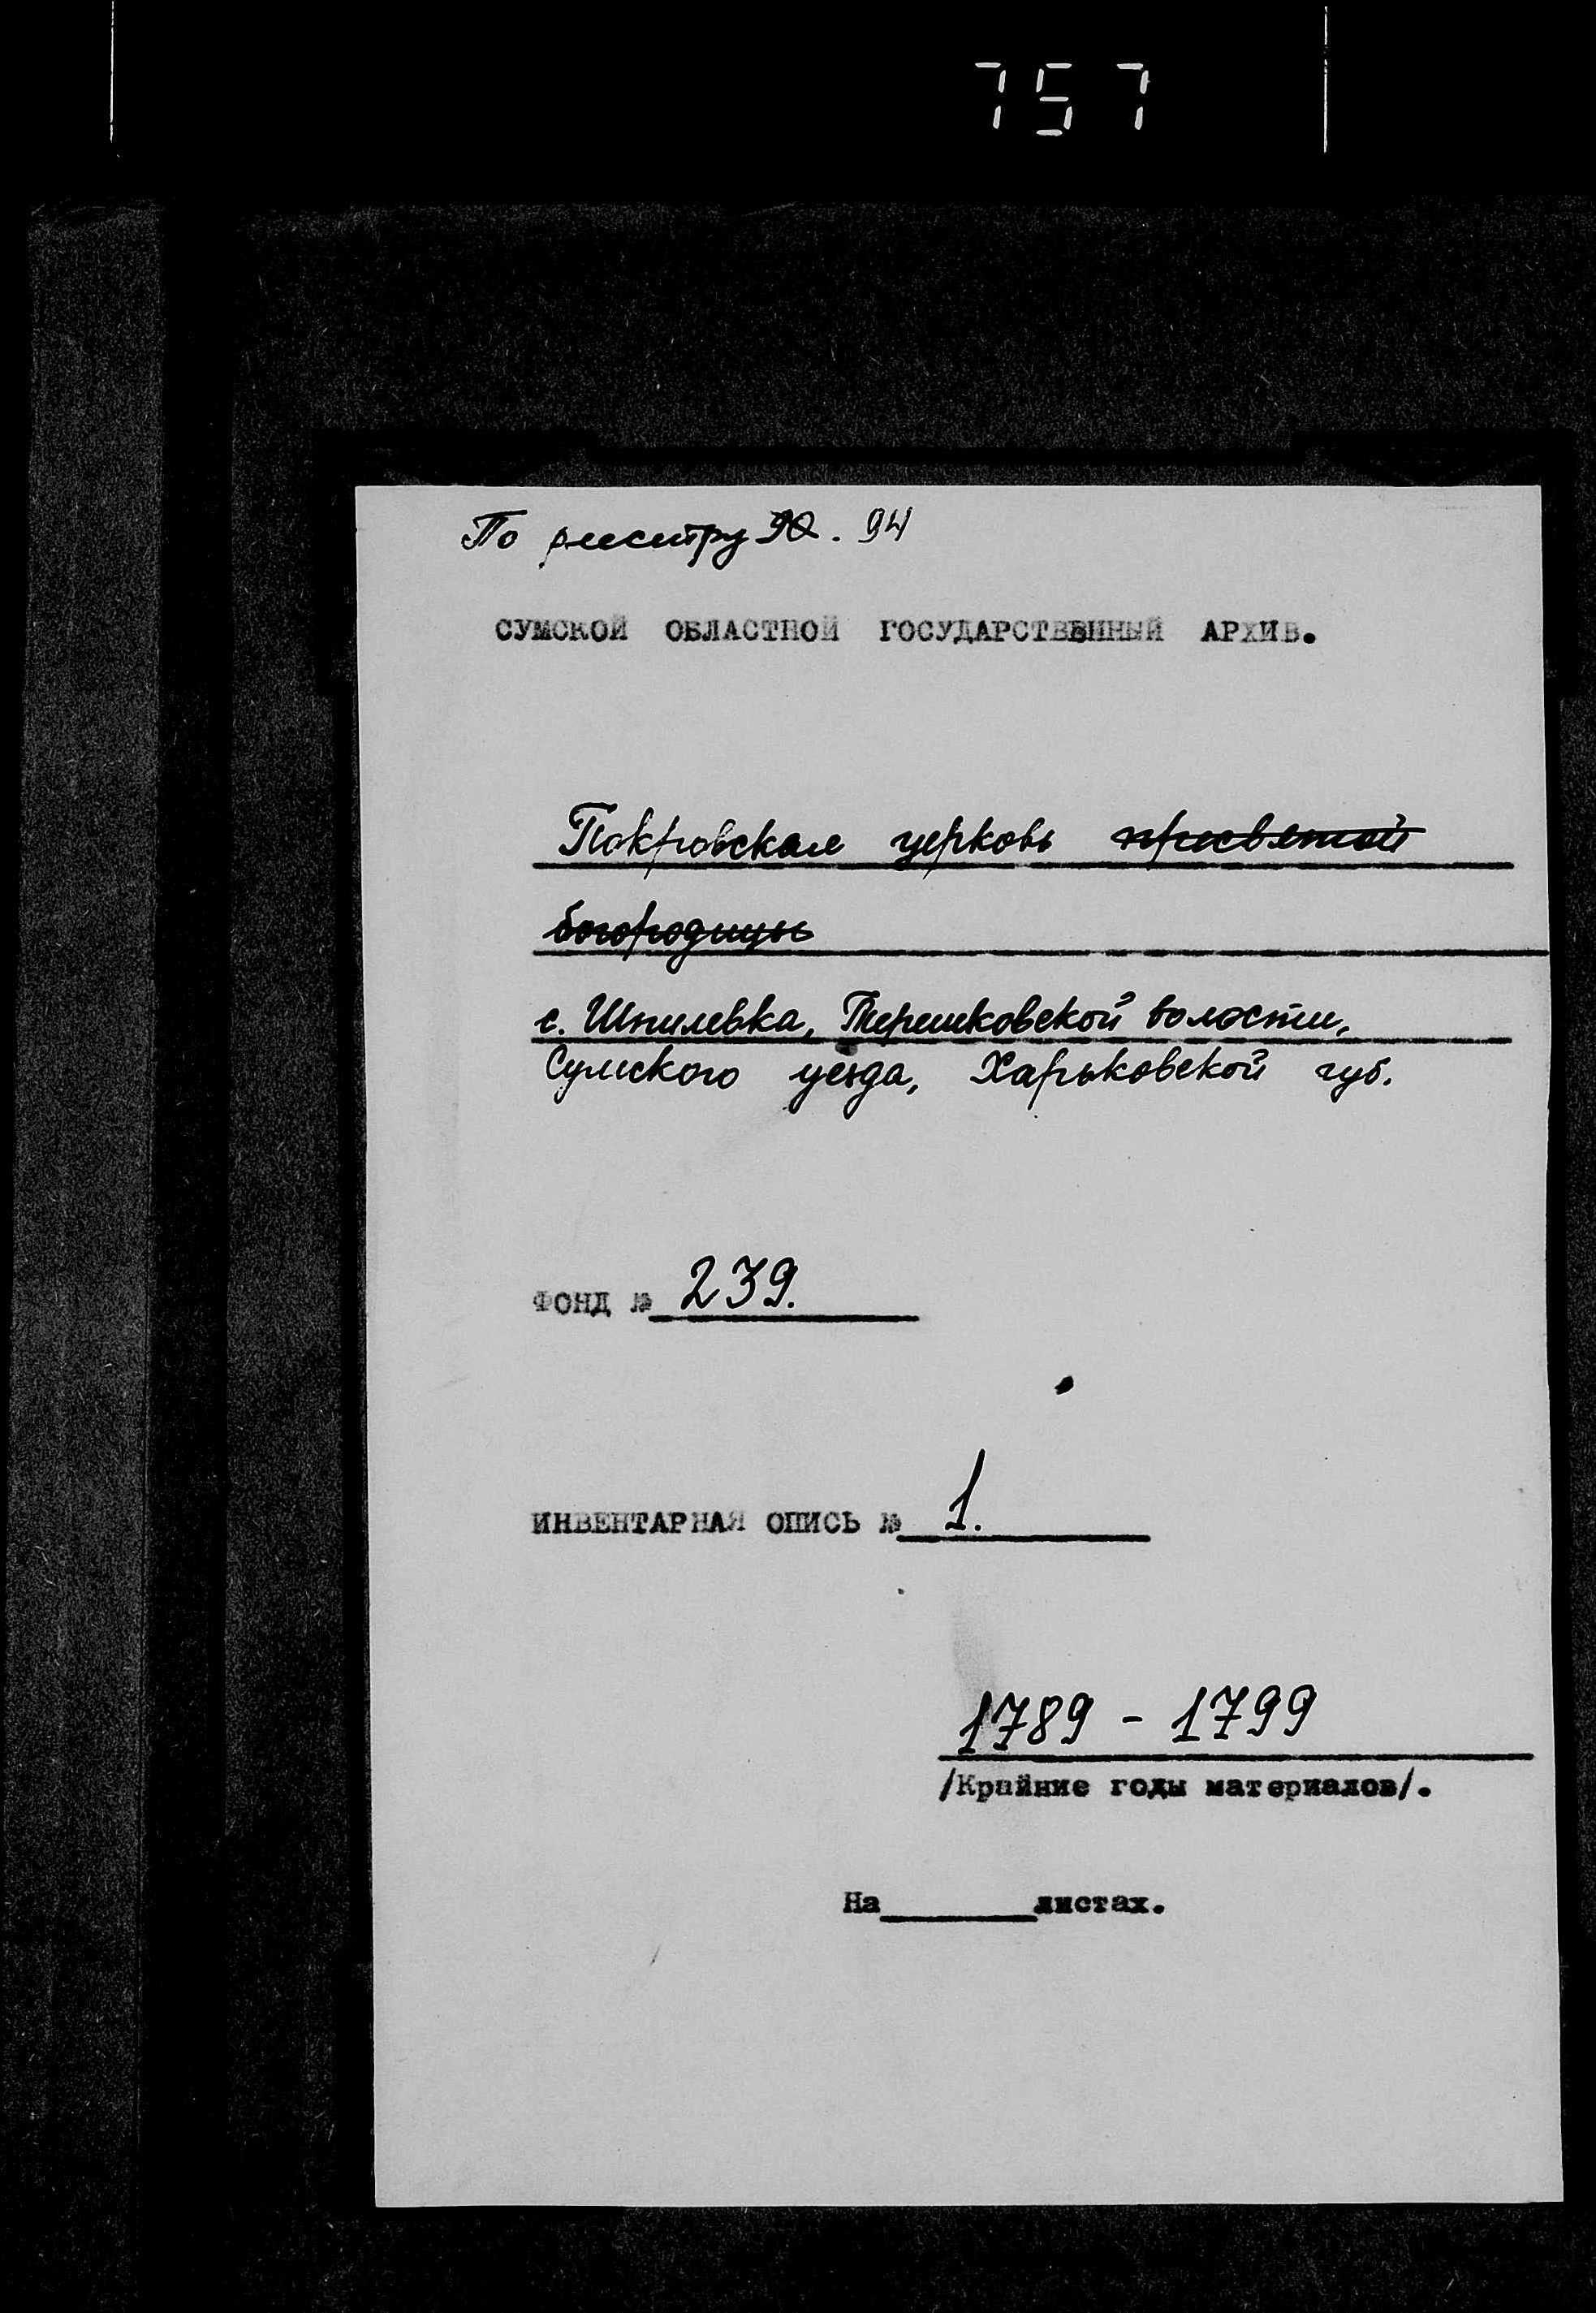 757
По реестру 90. 94
СУМСКОЙ ОБЛАСТНОЙ ГОСУДАРСТВЕННЫЙ АРХИВ.
Покровская церковь присвятой
богородицы
с. Шпилевка, Терешковской волости,
Сумского уезда, Харьковской губ.
ФОНД № 239.
ИНВЕНТАРНАЯ ОПИСЬ № 1.
1789 - 1799
/Крайние годы материалов/.
На листах.